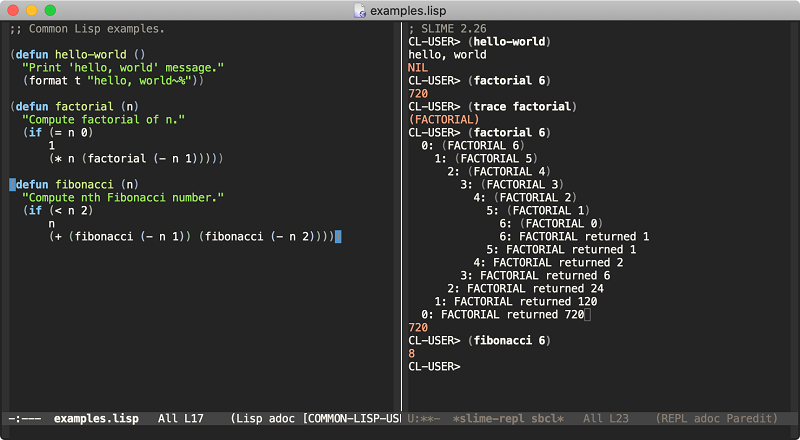 examples.lisp
;; Common Lisp examples.
(defun hello-world ()
"Print 'hello, world' message."
(format t "hello, world~%"))
(defun factorial (n)
"Compute factorial of n."
(if (= n 0)
1
(* n (factorial (- n 1)))))
(defun fibonacci (n)
"Compute nth Fibonacci number."
(if (< n 2)
n
(+ (fibonacci (- n 1)) (fibonacci (- n 2))))
-:--- examples.lisp All L17 (Lisp adoc [COMMON-LISP-USE
; SLIME 2.26
CL-USER> (hello-world)
hello, world
NIL
CL-USER> (factorial 6)
720
CL-USER> (trace factorial)
(FACTORIAL)
CL-USER> (factorial 6)
0: (FACTORIAL 6)
1: (FACTORIAL 5)
2: (FACTORIAL 4)
3: (FACTORIAL 3)
4: (FACTORIAL 2)
5: (FACTORIAL 1)
6: (FACTORIAL 0)
6: FACTORIAL returned 1
5: FACTORIAL returned 1
4: FACTORIAL returned 2
3: FACTORIAL returned 6
2: FACTORIAL returned 24
1: FACTORIAL returned 120
0: FACTORIAL returned 720
720
CL-USER> (fibonacci 6)
8
CL-USER>
U:**- *slime-repl sbcl* All L23 (REPL adoc Paredit)